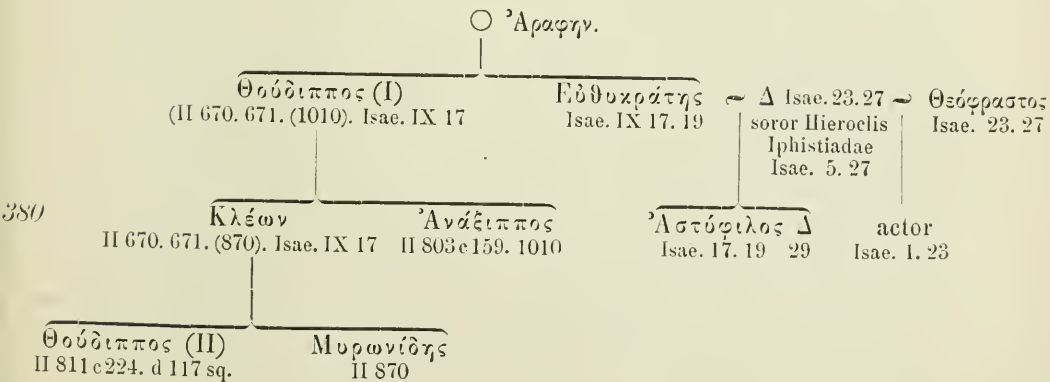 ○ Ἀραφην.
Θούδιππος (I) Εὐθυκράτης ~ Δ Isae. 23.27 ~ Θεόφραστος
(II 670. 671. (1010). Isae. IX 17 Isae. IX 17. 19 soror Hieroclis Isae. 23. 27
Iphistiadae
Isae. 5. 27
380 Κλέων Ἀνάξιππος Ἀστύφιλος Δ actor
II 670. 671. (870). Isae. IX 17 II 803 c 159. 1010 Isae. 17. 19 29 Isae. 1. 23
Θούδιππος (II) Μυρωνίδης
II 811 c 224. d 117 sq. II 870